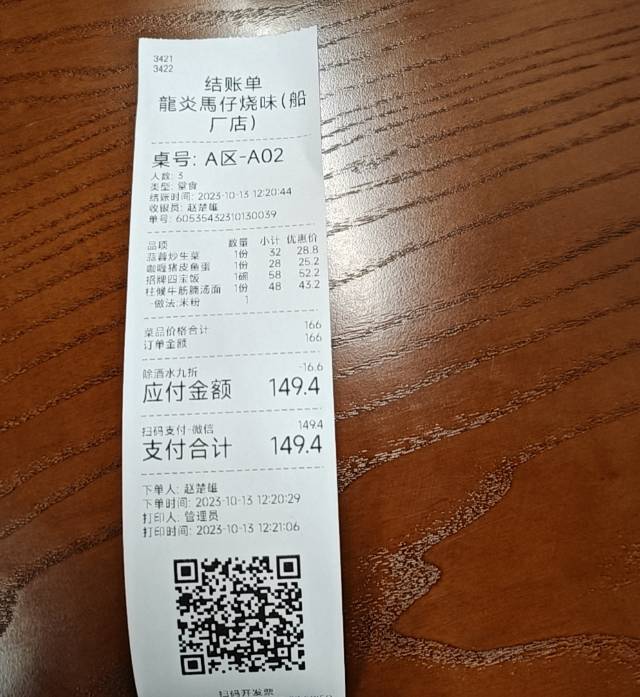 3421
3422
结账单
龍炎馬仔烧味(船
厂店)
桌号: A区-A02
人数: 3
类型: 堂食
结账时间: 2023-10-13 12:20:44
收银员: 赵楚雄
单号: 60535432310130039
品项 数量 小计 优惠价
蒜蓉炒生菜 1份 32 28.8
咖喱猪皮鱼蛋 1份 28 25.2
招牌四宝饭 1碗 58 52.2
柱候牛筋腩汤面 1份 48 43.2
-做法:米粉 1
菜品价格合计 166
订单金额 166
除酒水九折 -16.6
应付金额 149.4
扫码支付-微信 149.4
支付合计 149.4
下单人: 赵楚雄
下单时间: 2023-10-13 12:20:29
打印人: 管理员
打印时间: 2023-10-13 12:21:06
扫码开发票